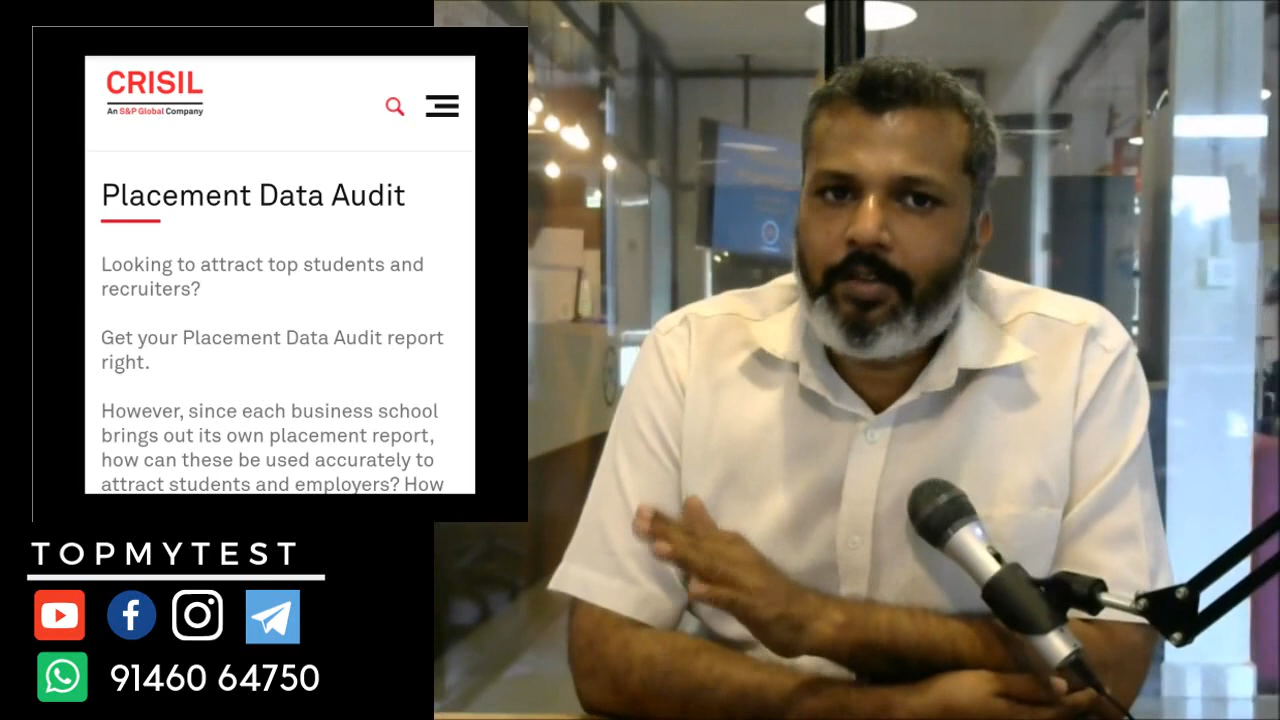 CRISIL
An S&P Global Company
Placement Data Audit
Looking to attract top students and
recruiters?
Get your Placement Data Audit report
right.
However, since each business school
brings out its own placement report,
how can these be used accurately to
attract students and employers? How
TOPMYTEST
91460 64750